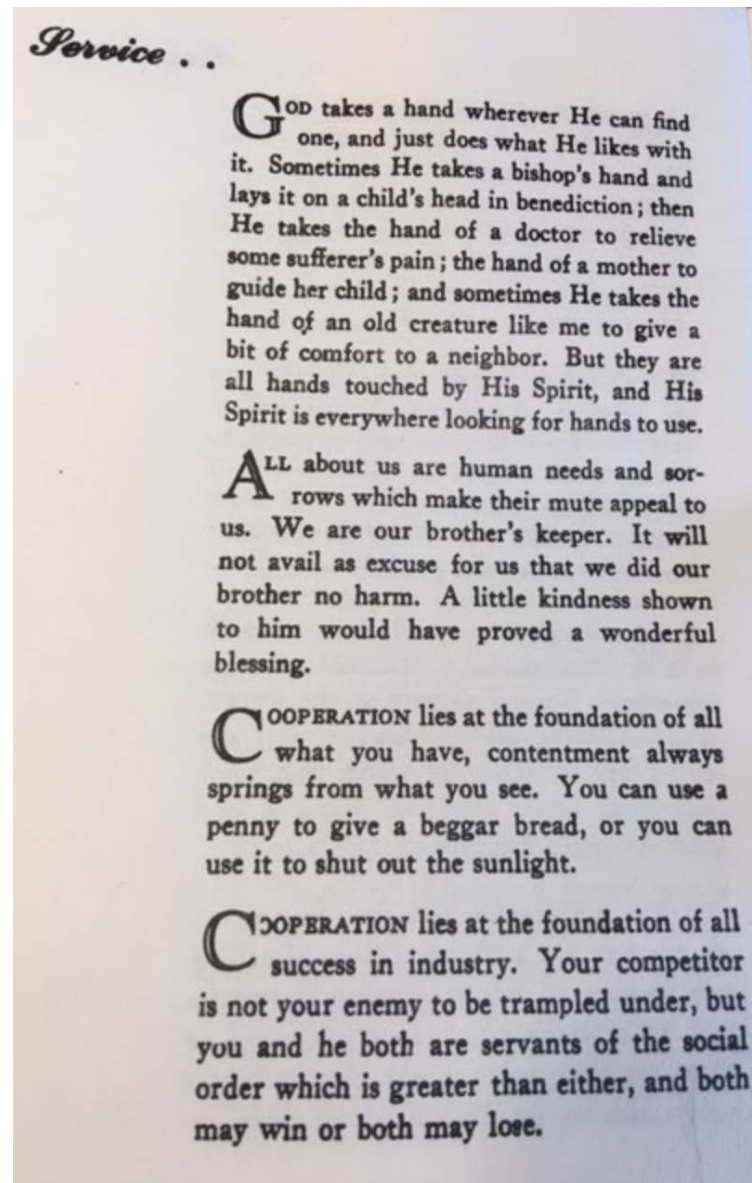 Service . .
GOD takes a hand wherever He can find
one, and just does what He likes with
it. Sometimes He takes a bishop's hand and
lays it on a child's head in benediction; then
He takes the hand of a doctor to relieve
some sufferer's pain; the hand of a mother to
guide her child; and sometimes He takes the
hand of an old creature like me to give a
bit of comfort to a neighbor. But they are
all hands touched by His Spirit, and His
Spirit is everywhere looking for hands to use.
ALL about us are human needs and sor-
rows which make their mute appeal to
us. We are our brother's keeper. It will
not avail as excuse for us that we did our
brother no harm. A little kindness shown
to him would have proved a wonderful
blessing.
COOPERATION lies at the foundation of all
what you have, contentment always
springs from what you see. You can use a
penny to give a beggar bread, or you can
use it to shut out the sunlight.
COOPERATION lies at the foundation of all
success in industry. Your competitor
is not your enemy to be trampled under, but
you and he both are servants of the social
order which is greater than either, and both
may win or both may lose.